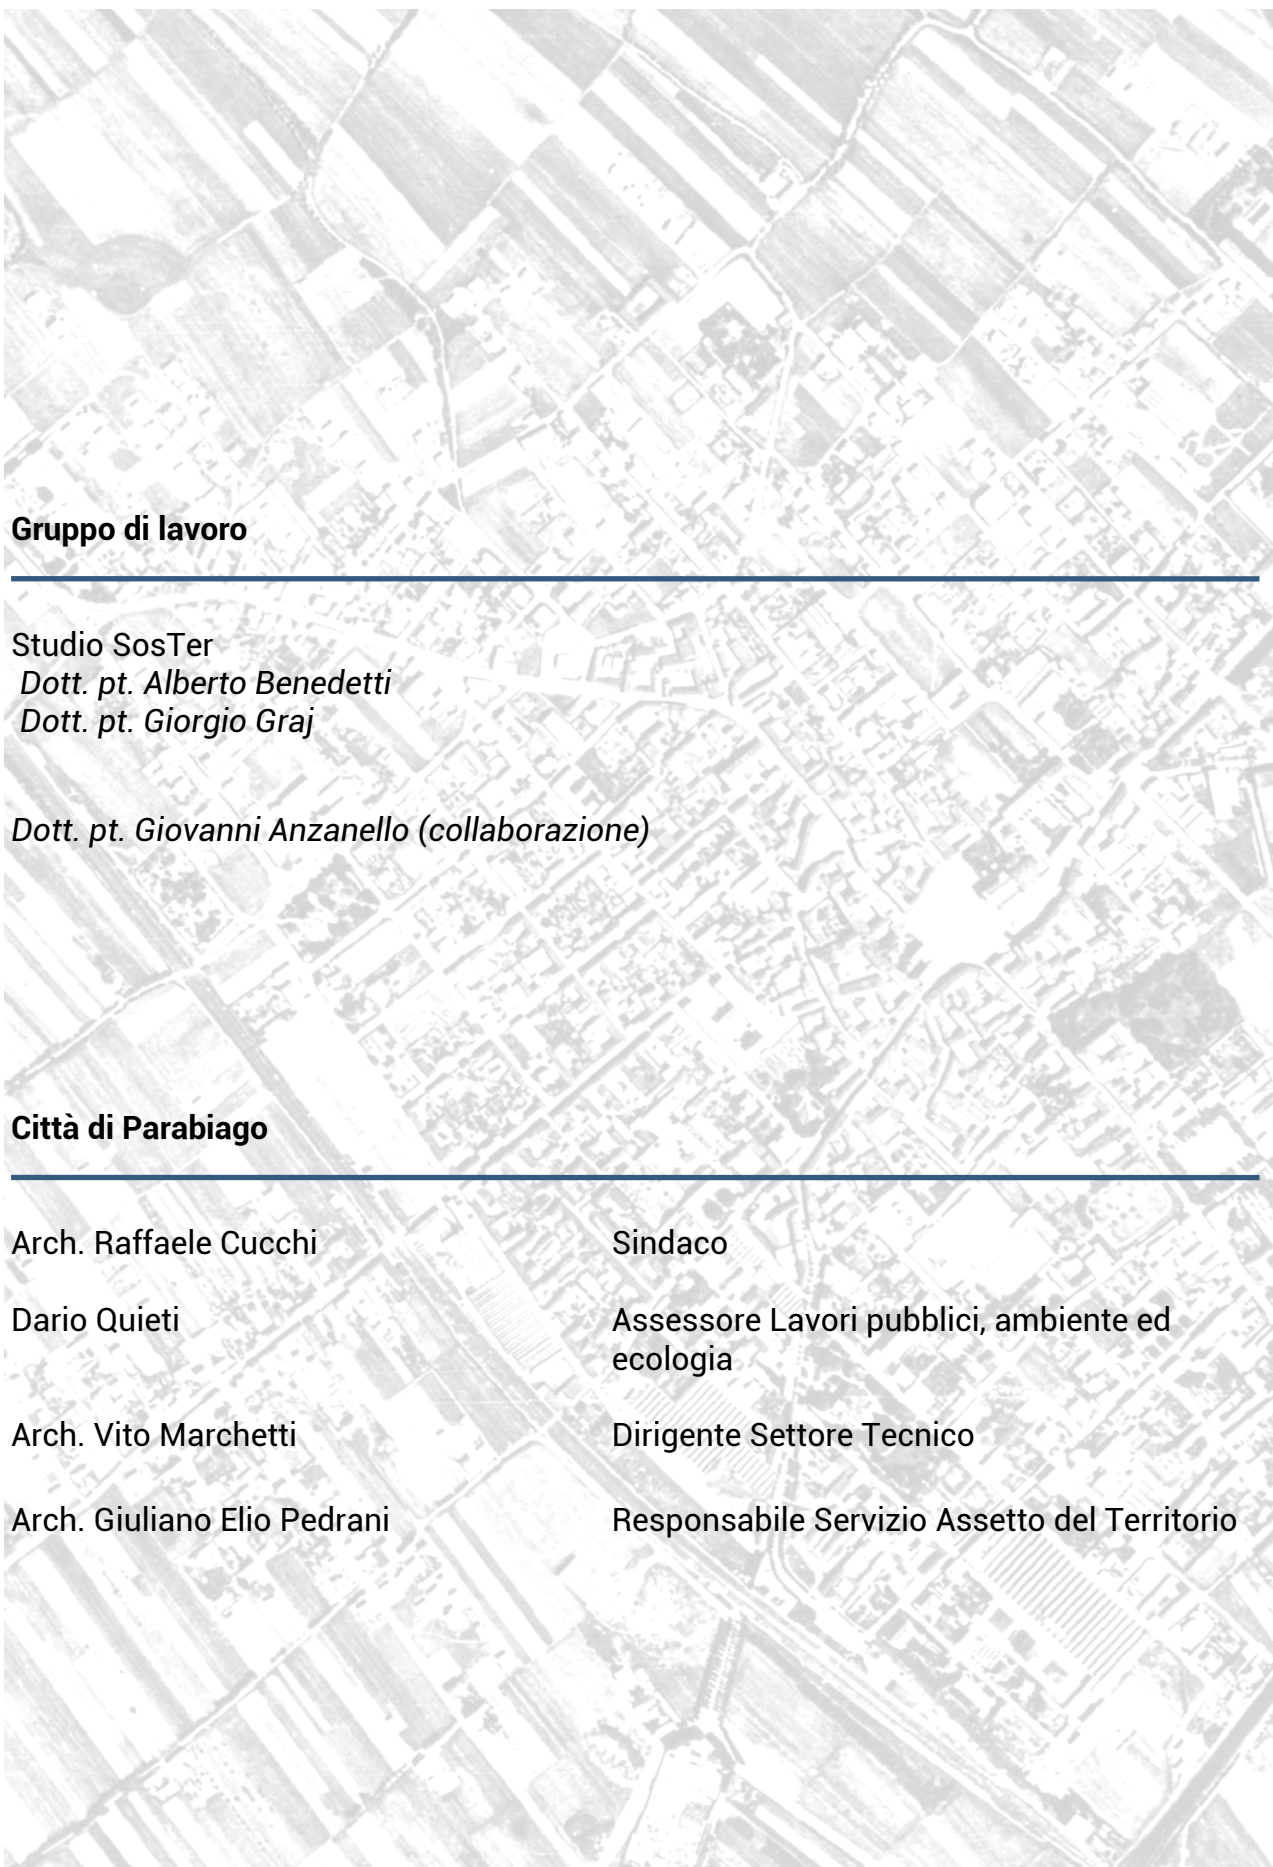 Gruppo di lavoro
Studio SosTer
Dott. pt. Alberto Benedetti
Dott. pt. Giorgio Graj
Dott. pt. Giovanni Anzanello (collaborazione)
Città di Parabiago
Arch. Raffaele Cucchi Sindaco
Dario Quieti Assessore Lavori pubblici, ambiente ed
ecologia
Arch. Vito Marchetti Dirigente Settore Tecnico
Arch. Giuliano Elio Pedrani Responsabile Servizio Assetto del Territorio